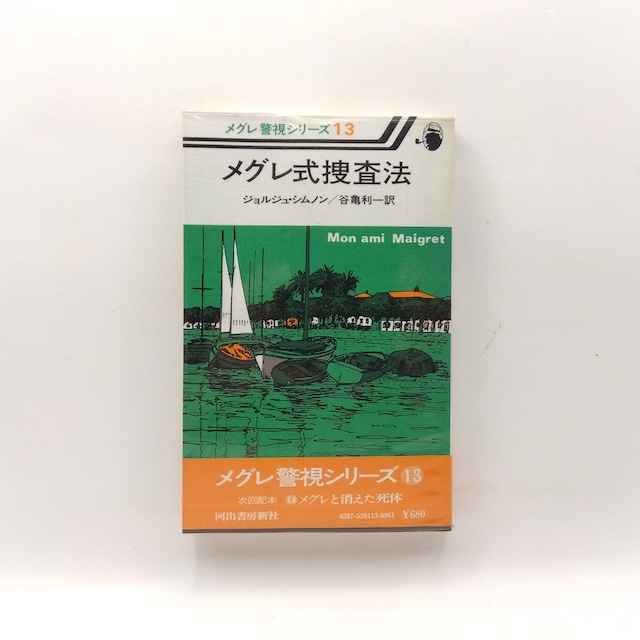 メグレ警視シリーズ13
メグレ式捜査法
ジョルジュ・シムノン／谷亀利一訳
Mon ami Maigret
メグレ警視シリーズ13
次回配本 14 メグレと消えた死体
河出書房新社 0397-520113-0961 ¥680